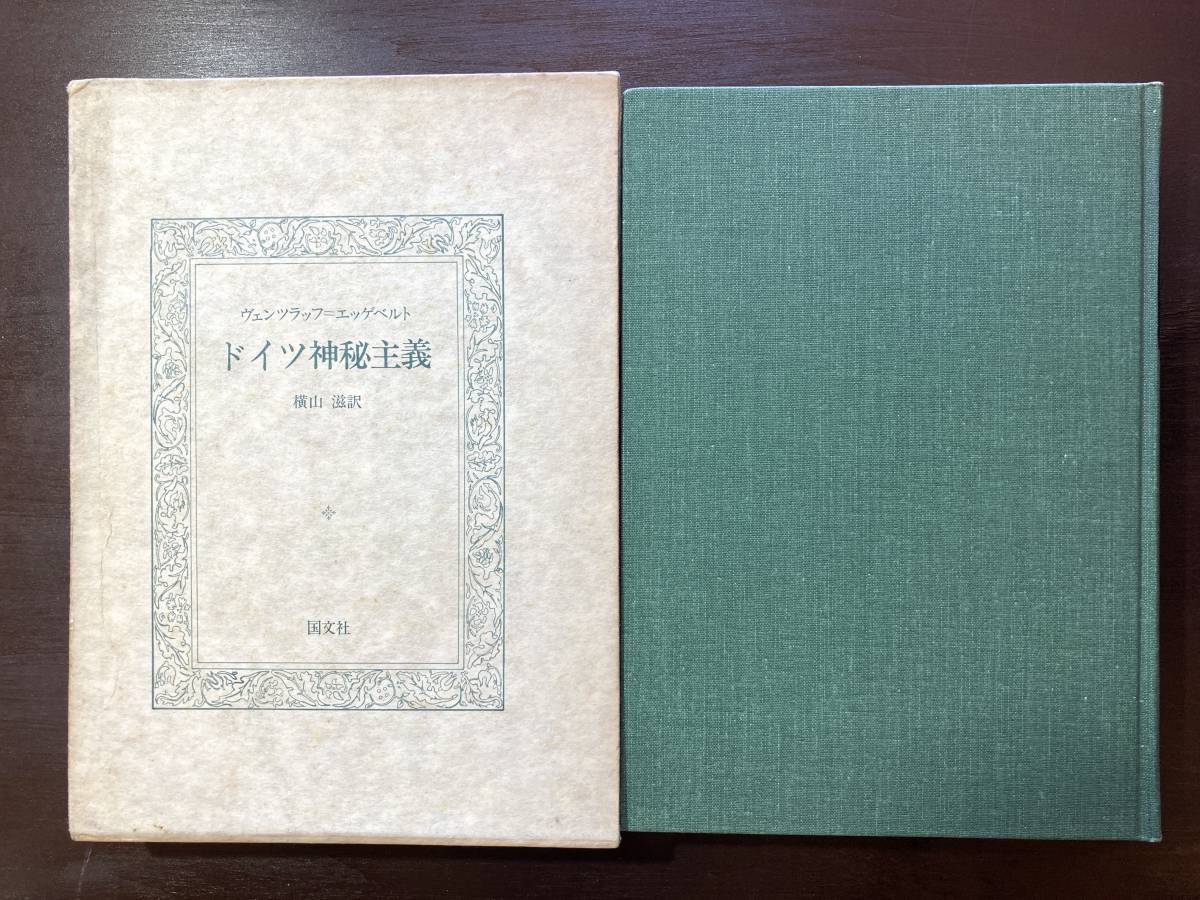 ヴェンツラッフ=エッゲベルト
ドイツ神秘主義
横山 滋訳
国文社